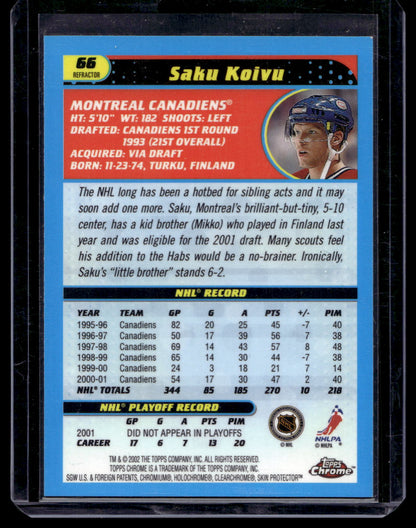 66
REFRACTOR
Saku Koivu
MONTREAL CANADIENS®
HT: 5'10" WT: 182 SHOOTS: LEFT
DRAFTED: CANADIENS 1ST ROUND
1993 (21ST OVERALL)
ACQUIRED: VIA DRAFT
BORN: 11-23-74, TURKU, FINLAND
The NHL long has been a hotbed for sibling acts and it may
soon add one more. Saku, Montreal's brilliant-but-tiny, 5-10
center, has a kid brother (Mikko) who played in Finland last
year and was eligible for the 2001 draft. Many scouts feel
his addition to the Habs would be a no-brainer. Ironically,
Saku's "little brother" stands 6-2.
NHL® RECORD
YEAR TEAM GP G A PTS +/- PIM
1995-96 Canadiens 82 20 25 45 -7 40
1996-97 Canadiens 50 17 39 56 7 38
1997-98 Canadiens 69 14 43 57 8 48
1998-99 Canadiens 65 14 30 44 -7 38
1999-00 Canadiens 24 3 18 21 7 14
2000-01 Canadiens 54 17 30 47 2 40
NHL® TOTALS 344 85 185 270 10 218
NHL® PLAYOFF RECORD
2001 DID NOT APPEAR IN PLAYOFFS
CAREER 17 6 7 13 20
GP G A PTS PIM
NHL
© NHL
NHLPA
© NHLPA
Topps
Chrome
TM & © 2002 THE TOPPS COMPANY, INC. ALL RIGHTS RESERVED.
TOPPS CHROME IS A TRADEMARK OF THE TOPPS COMPANY, INC.
SGW U.S. & FOREIGN PATENTS, CHROMIUM®, HOLOCHROME®, CLEARCHROME®, SKIN PROTECTOR™